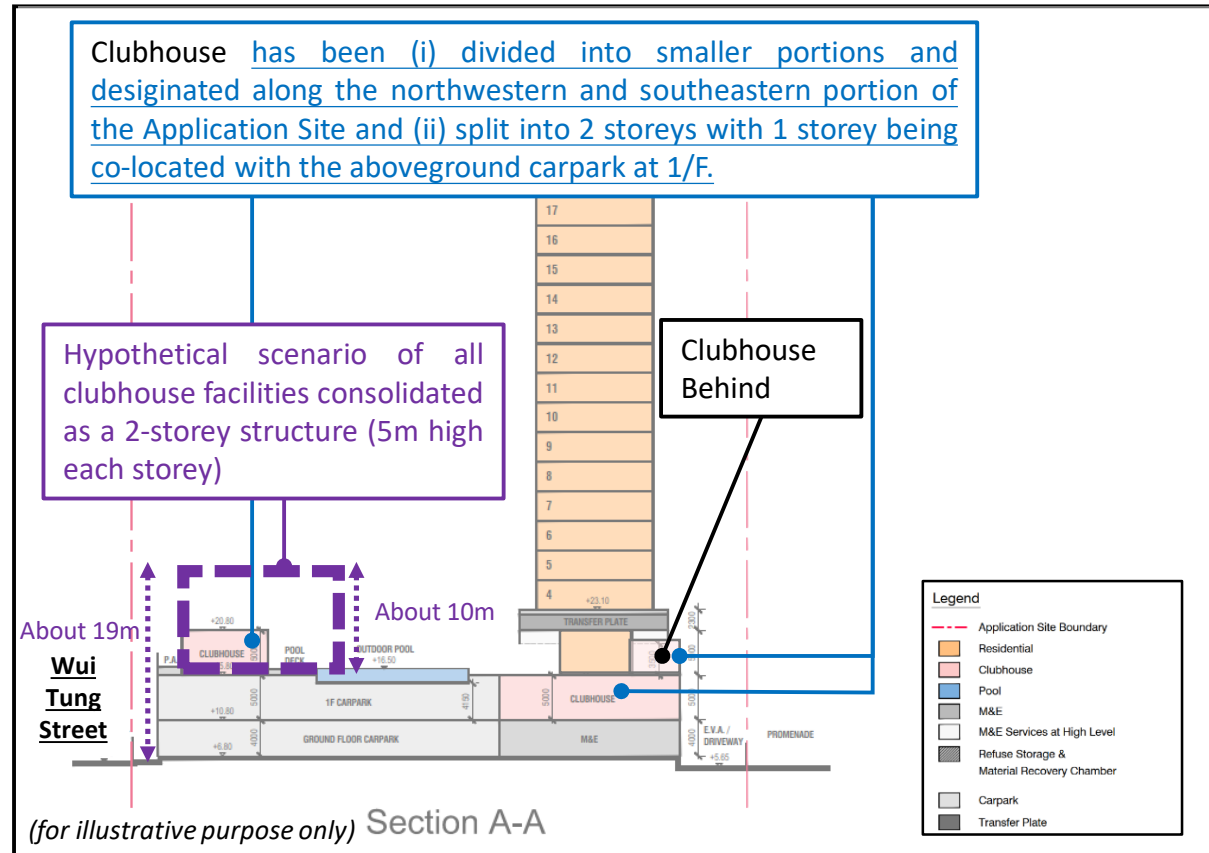 Clubhouse has been (i) divided into smaller portions and
desiginated along the northwestern and southeastern portion of
the Application Site and (ii) split into 2 storeys with 1 storey being
co-located with the aboveground carpark at 1/F.
17
16
15
14
13
12
11
10
9
8
7
6
5
4
+23.10
TRANSFER PLATE
2300
Hypothetical scenario of all
clubhouse facilities consolidated
as a 2-storey structure (5m high
each storey)
Clubhouse
Behind
About 19m
About 10m
Wui
Tung
Street
+20.80
CLUBHOUSE
POOL
DECK
OUTDOOR POOL
+16.50
1F CARPARK
5000
4150
5000
CLUBHOUSE
+10.80
GROUND FLOOR CARPARK
4000
M&E
4000
+6.80
E.V.A. /
DRIVEWAY
PROMENADE
+5.65
Legend
Application Site Boundary
Residential
Clubhouse
Pool
M&E
M&E Services at High Level
Refuse Storage &
Material Recovery Chamber
Carpark
Transfer Plate
(for illustrative purpose only) Section A-A